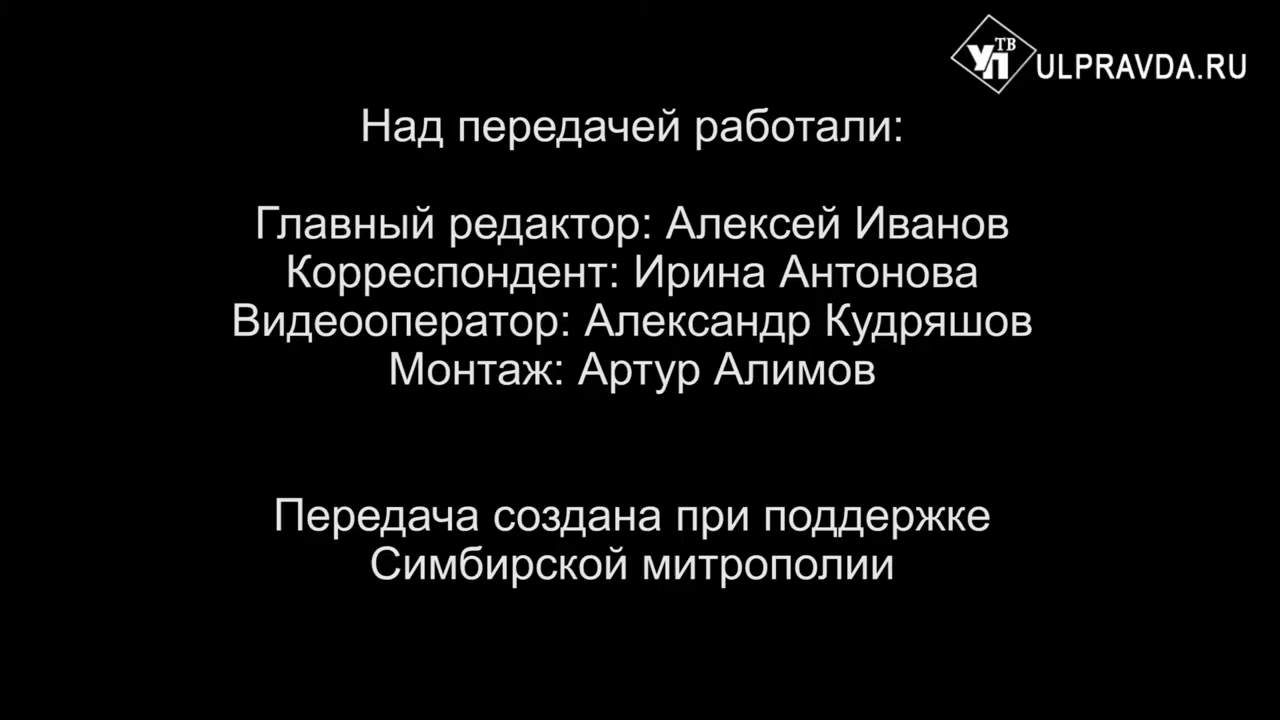 УП ТВ
ULPRAVDA.RU
Над передачей работали:
Главный редактор: Алексей Иванов
Корреспондент: Ирина Антонова
Видеооператор: Александр Кудряшов
Монтаж: Артур Алимов
Передача создана при поддержке
Симбирской митрополии